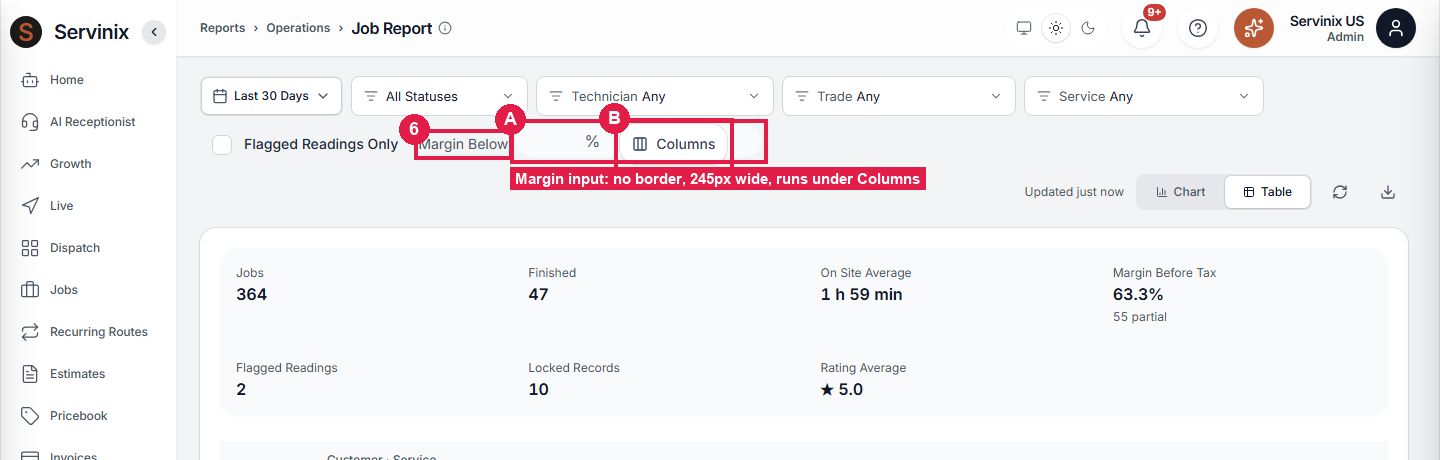 S Servinix
Reports › Operations › Job Report
9+
Servinix US
Admin
Home
AI Receptionist
Growth
Live
Dispatch
Jobs
Recurring Routes
Estimates
Pricebook
Invoices
Last 30 Days
All Statuses
Technician Any
Trade Any
Service Any
6
A
B
Flagged Readings Only
Margin Below
%
Columns
Margin input: no border, 245px wide, runs under Columns
Updated just now
Chart
Table
Jobs
364
Finished
47
On Site Average
1 h 59 min
Margin Before Tax
63.3%
55 partial
Flagged Readings
2
Locked Records
10
Rating Average
★ 5.0
Customer · Service